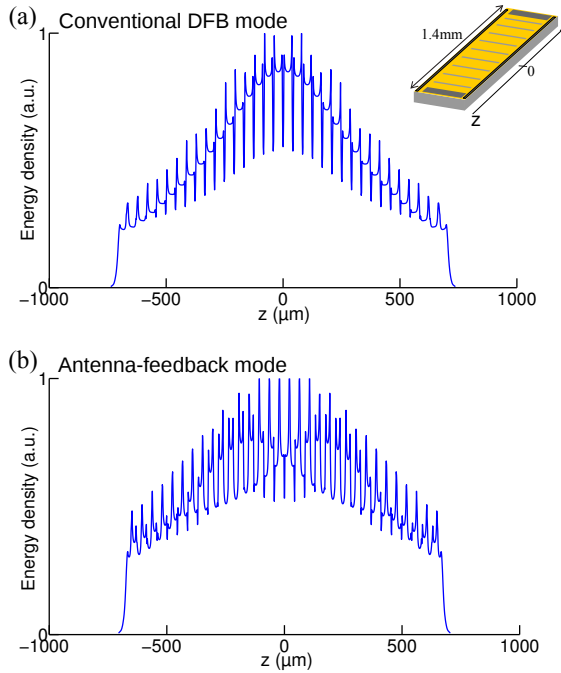 (a)
Conventional DFB mode
1.4mm
0
z
1
Energy density (a.u.)
0
−1000 −500 0 500 1000
z (μm)
(b)
Antenna-feedback mode
1
Energy density (a.u.)
0
−1000 −500 0 500 1000
z (μm)